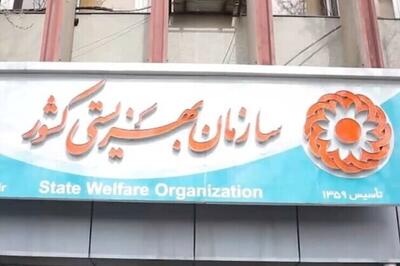 سازمان بهزیستی کشور
State Welfare Organization
تأسیس ۱۳۵۹